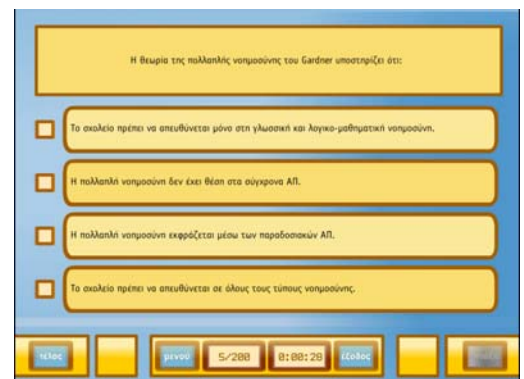 Η θεωρία της πολλαπλής νοημοσύνης του Gardner υποστηρίζει ότι:
Το σχολείο πρέπει να απευθύνεται μόνο στη γλωσσική και λογικο-μαθηματική νοημοσύνη.
Η πολλαπλή νοημοσύνη δεν έχει θέση στα σύγχρονα ΑΠ.
Η πολλαπλή νοημοσύνη εκφράζεται μέσω των παραδοσιακών ΑΠ.
Το σχολείο πρέπει να απευθύνεται σε όλους τους τύπους νοημοσύνης.
τέλος μενού 5/200 0:00:28 έξοδος